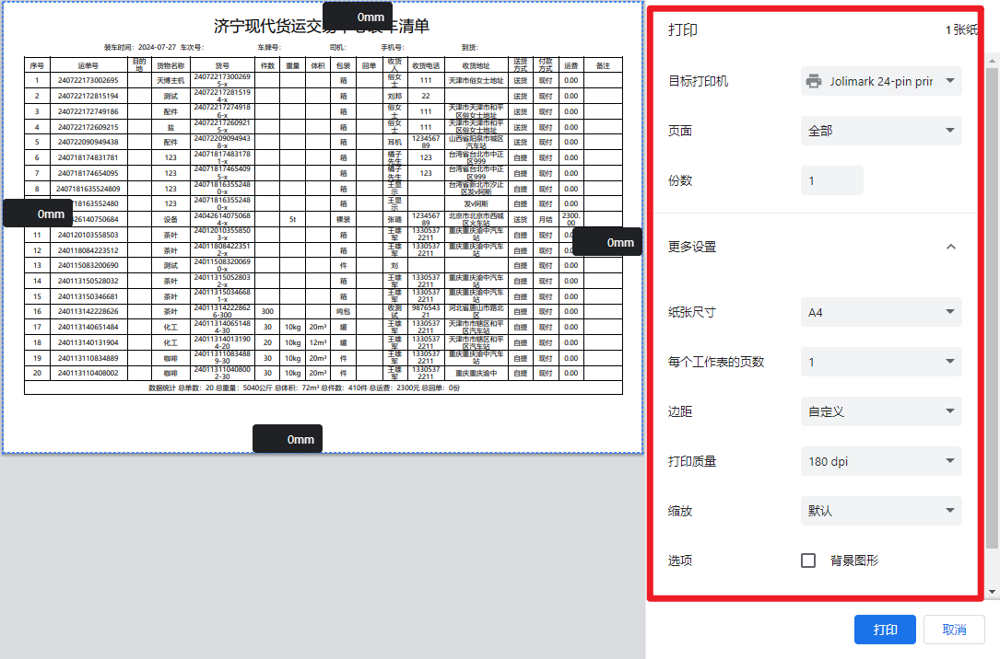 0mm
济宁现代货运交易中心装车清单
装车时间：2024-07-27 车次号： 车牌号： 司机： 手机号： 到货：
序号 运单号 目的地 货物名称 货号 件数 重量 体积 包装 回单 收货人 收货电话 收货地址 送货方式 付款方式 运费 备注
1 240722173002695 天博主机 240722173002695-x 箱 俗女士 111 天津市俗女士地址 送货 现付 0.00
2 240722172815194 测试 240722172815194-x 箱 刘邦 22 送货 现付 0.00
3 240722172749186 配件 240722172749186-x 箱 俗女士 111 天津市天津市和平区俗女士地址 送货 现付 0.00
4 240722172609215 盐 240722172609215-x 箱 俗女士 111 天津市天津市和平区俗女士地址 送货 现付 0.00
5 240722090949438 配件 240722090949438-x 箱 耳机 123456789 山西省阳泉市城区汽车站 送货 现付 0.00
6 240718174831781 123 240718174831781-x 箱 橘子先生 123 台湾省台北市中正区999 自提 现付 0.00
7 240718174654095 123 240718174654095-x 箱 橘子先生 123 台湾省台北市中正区999 自提 现付 0.00
8 2407181635524809 123 240718163552480-x 箱 王显示 台湾省新北市汐止区发v阿斯 自提 现付 0.00
718163552480 123 240718163552480-x 箱 王显示 发v阿斯 自提 现付 0.00
0mm
426140750684 设备 240426140750684-x 5t 裸装 张璐 123456789 北京市北京市西城区火车站 送货 月结 2300.00
11 240120103558503 茶叶 240120103558503-x 箱 王雄军 13305372211 重庆重庆渝中汽车站 自提 现付
0mm
12 240118084223512 茶叶 240118084223512-x 箱 王雄军 13305372211 重庆重庆渝中汽车站 自提 现付
13 240115083200690 测试 240115083200690-x 件 刘 自提 现付 0.00
14 240113150528032 茶叶 240113150528032-x 箱 王雄军 13305372211 重庆重庆渝中汽车站 自提 现付 0.00
15 240113150346681 茶叶 240113150346681-x 箱 王雄军 13305372211 重庆重庆渝中汽车站 自提 现付 0.00
16 240113142228626 茶叶 240113142228626-300 300 吨包 收测试 987654321 河北省唐山市路北区 自提 现付 0.00
17 240113140651484 化工 240113140651484-30 30 10kg 20m³ 罐 王雄军 13305372211 天津市市辖区和平区汽车站 自提 现付 0.00
18 240113140131904 化工 240113140131904-20 20 10kg 12m³ 罐 王雄军 13305372211 天津市市辖区和平区汽车站 自提 现付 0.00
19 240113110834889 咖啡 240113110834889-30 30 10kg 20m³ 件 王雄军 13305372211 重庆重庆渝中汽车站 自提 现付 0.00
20 240113110408002 咖啡 240113110408002-30 30 10kg 20m³ 件 王雄军 13305372211 重庆重庆渝中 自提 现付 0.00
数据统计 总单数：20 总重量：5040公斤 总体积：72m³ 总件数：410件 总运费：2300元 总回单：0份
0mm
打印 1张纸
目标打印机 Jolimark 24-pin prir
页面 全部
份数 1
更多设置
纸张尺寸 A4
每个工作表的页数 1
边距 自定义
打印质量 180 dpi
缩放 默认
选项 背景图形
打印 取消